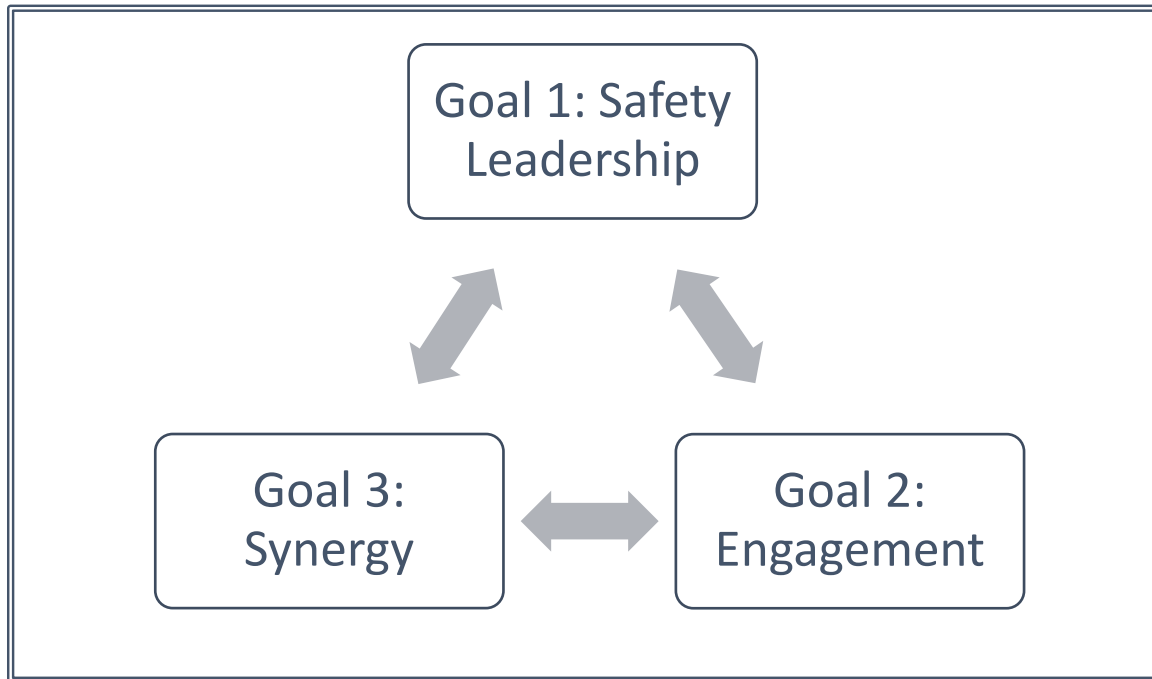 Goal 1: Safety
Leadership
Goal 3:
Synergy
Goal 2:
Engagement